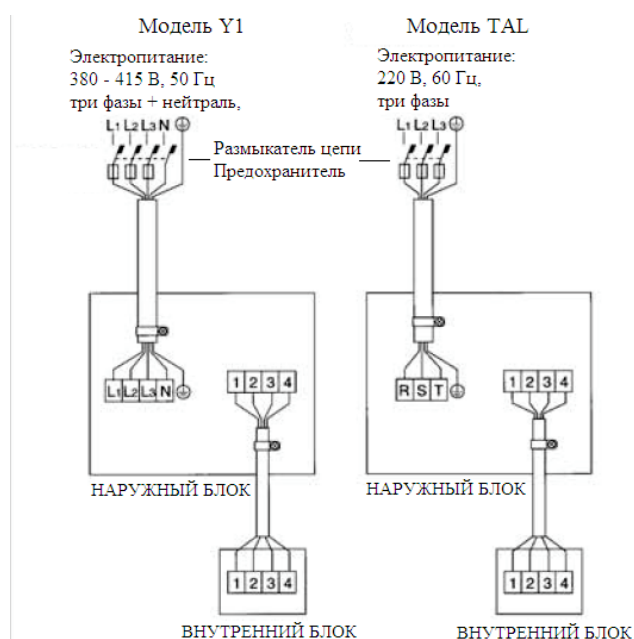 Модель Y1
Электропитание:
380 - 415 В, 50 Гц
три фазы + нейтраль,
L1 L2 L3 N
Модель TAL
Электропитание:
220 В, 60 Гц,
три фазы
L1 L2 L3
Размыкатель цепи
Предохранитель
L1 L2 L3 N
1 2 3 4
НАРУЖНЫЙ БЛОК
1 2 3 4
ВНУТРЕННИЙ БЛОК
R S T
1 2 3 4
НАРУЖНЫЙ БЛОК
1 2 3 4
ВНУТРЕННИЙ БЛОК